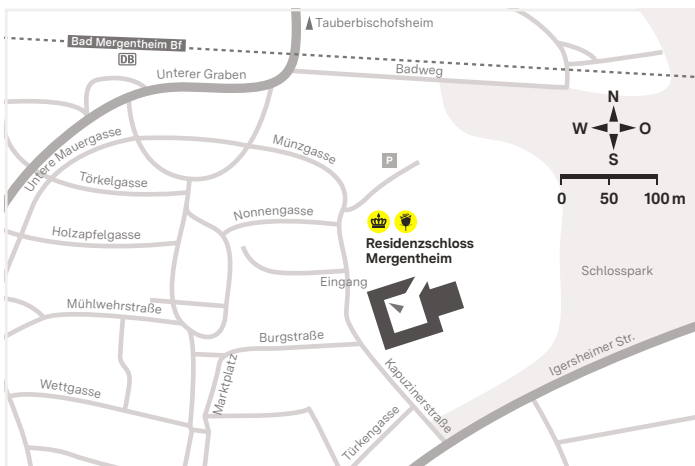 Tauberbischofsheim
Bad Mergentheim Bf
DB
Unterer Graben
Badweg
N
W O
S
0 50 100 m
Untere Mauergasse
Münzgasse
P
Törkelgasse
Nonnengasse
Holzapfelgasse
Residenzschloss
Mergentheim
Schlosspark
Eingang
Mühlwehrstraße
Burgstraße
Igersheimer Str.
Marktplatz
Kapuzinerstraße
Wettgasse
Türkengasse